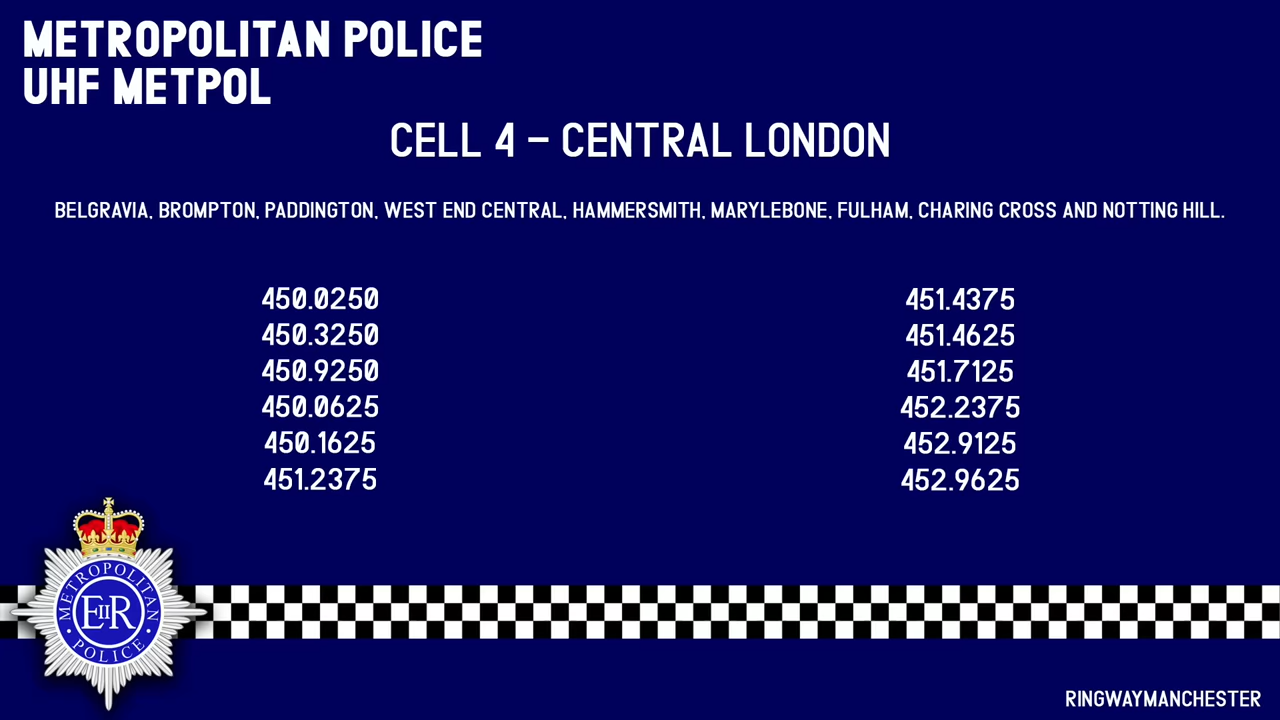 METROPOLITAN POLICE
UHF METPOL
CELL 4 – CENTRAL LONDON
BELGRAVIA, BROMPTON, PADDINGTON, WEST END CENTRAL, HAMMERSMITH, MARYLEBONE, FULHAM, CHARING CROSS AND NOTTING HILL.
450.0250
450.3250
450.9250
450.0625
450.1625
451.2375
451.4375
451.4625
451.7125
452.2375
452.9125
452.9625
METROPOLITAN
EIIR
POLICE
RINGWAYMANCHESTER